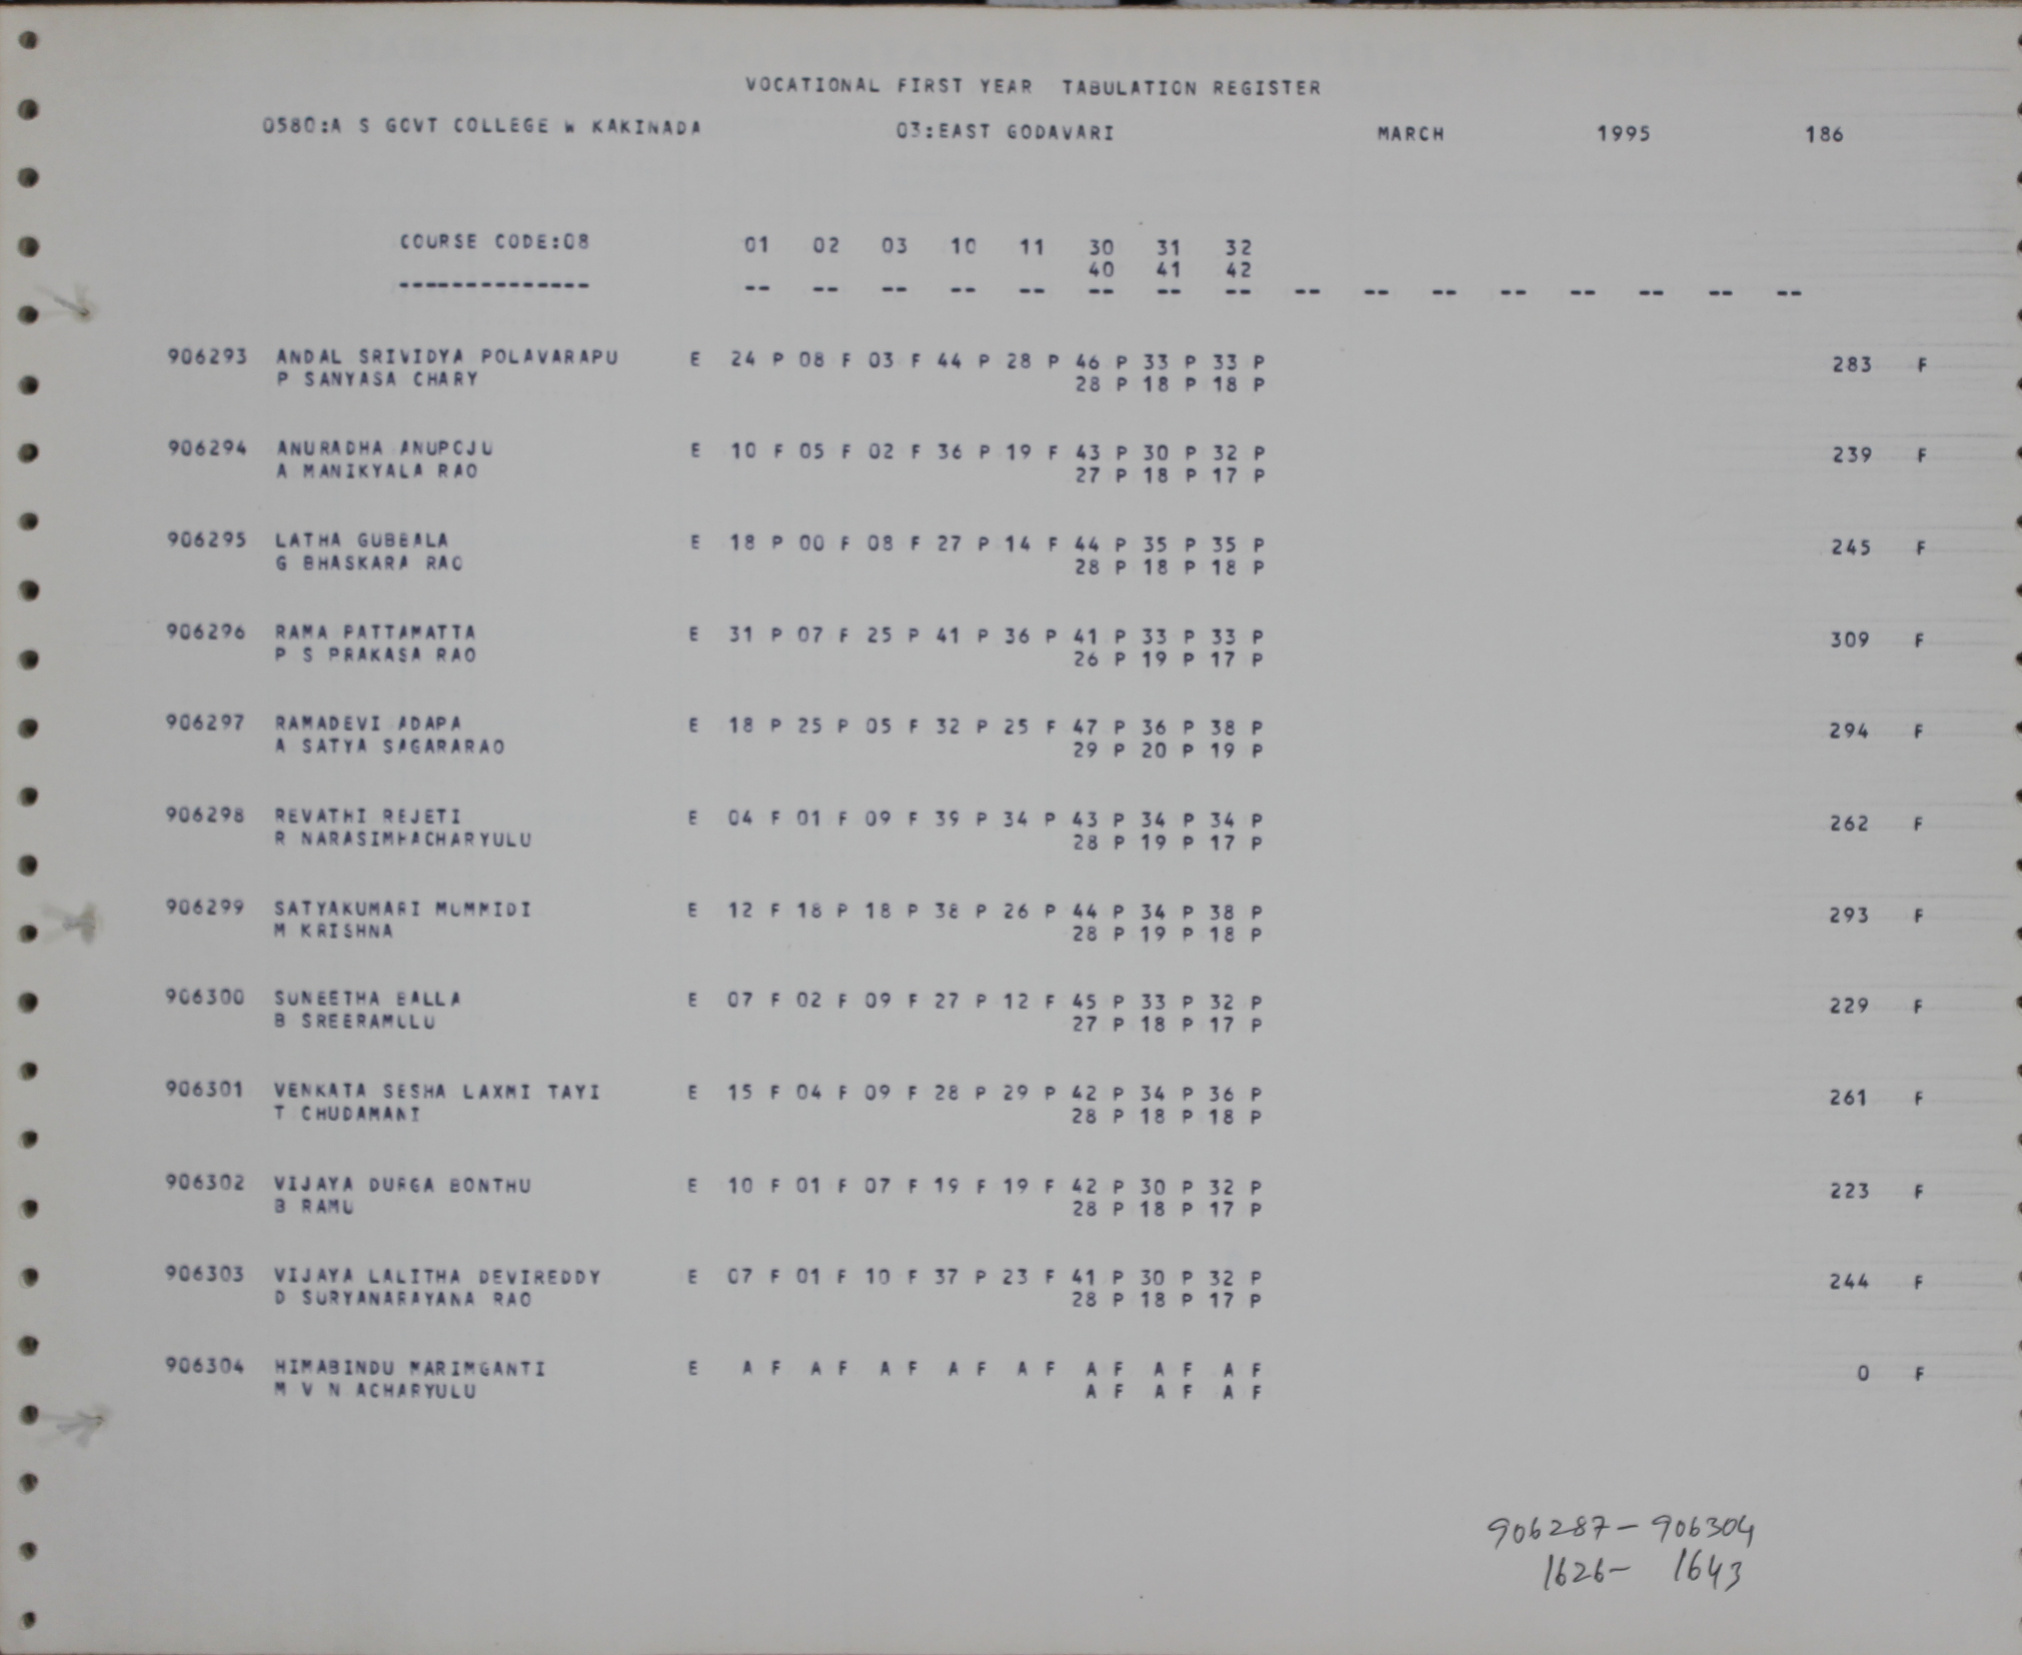 VOCATIONAL FIRST YEAR TABULATION REGISTER
0580:A S GOVT COLLEGE W KAKINADA 03:EAST GODAVARI MARCH 1995 186
COURSE CODE:08 01 02 03 10 11 30 31 32
40 41 42
-------------- -- -- -- -- -- -- -- -- -- -- -- -- -- -- -- --
906293 ANDAL SRIVIDYA POLAVARAPU E 24 P 08 F 03 F 44 P 28 P 46 P 33 P 33 P 283 F
P SANYASA CHARY 28 P 18 P 18 P
906294 ANURADHA ANUPOJU E 10 F 05 F 02 F 36 P 19 F 43 P 30 P 32 P 239 F
A MANIKYALA RAO 27 P 18 P 17 P
906295 LATHA GUBBALA E 18 P 00 F 08 F 27 P 14 F 44 P 35 P 35 P 245 F
G BHASKARA RAO 28 P 18 P 18 P
906296 RAMA PATTAMATTA E 31 P 07 F 25 P 41 P 36 P 41 P 33 P 33 P 309 F
P S PRAKASA RAO 26 P 19 P 17 P
906297 RAMADEVI ADAPA E 18 P 25 P 05 F 32 P 25 F 47 P 36 P 38 P 294 F
A SATYA SAGARARAO 29 P 20 P 19 P
906298 REVATHI REJETI E 04 F 01 F 09 F 39 P 34 P 43 P 34 P 34 P 262 F
R NARASIMHACHARYULU 28 P 19 P 17 P
906299 SATYAKUMARI MUMMIDI E 12 F 18 P 18 P 38 P 26 P 44 P 34 P 38 P 293 F
M KRISHNA 28 P 19 P 18 P
906300 SUNEETHA BALLA E 07 F 02 F 09 F 27 P 12 F 45 P 33 P 32 P 229 F
B SREERAMULU 27 P 18 P 17 P
906301 VENKATA SESHA LAXMI TAYI E 15 F 04 F 09 F 28 P 29 P 42 P 34 P 36 P 261 F
T CHUDAMANI 28 P 18 P 18 P
906302 VIJAYA DURGA BONTHU E 10 F 01 F 07 F 19 F 19 F 42 P 30 P 32 P 223 F
B RAMU 28 P 18 P 17 P
906303 VIJAYA LALITHA DEVIREDDY E 07 F 01 F 10 F 37 P 23 F 41 P 30 P 32 P 244 F
D SURYANARAYANA RAO 28 P 18 P 17 P
906304 HIMABINDU MARIMGANTI E A F A F A F A F A F A F A F A F 0 F
M V N ACHARYULU A F A F A F
906287 - 906304
1626 - 1643